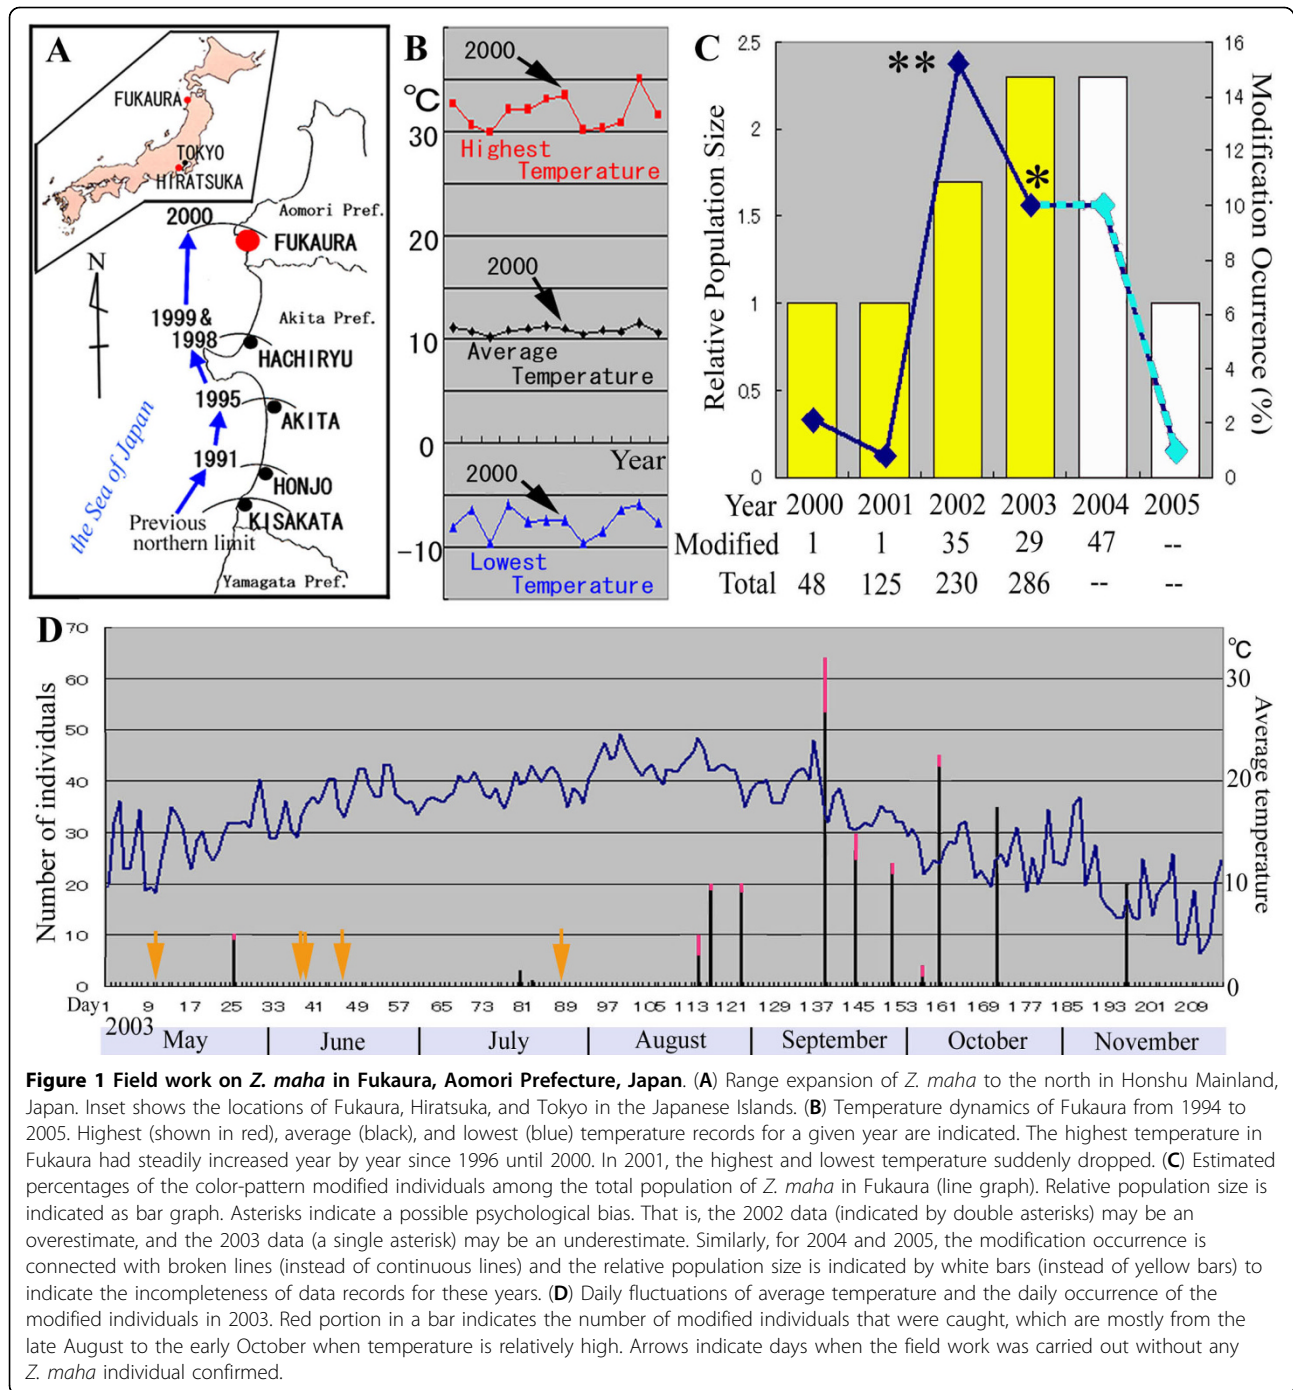 A
FUKAURA
TOKYO
HIRATSUKA
2000
Aomori Pref.
FUKAURA
N
1999 &
1998
Akita Pref.
HACHIRYU
1995
AKITA
1991
HONJO
KISAKATA
the Sea of Japan
Previous
northern limit
Yamagata Pref.
B
2000
°C
30
Highest
Temperature
20
2000
10
Average
Temperature
0
Year
2000
-10
Lowest
Temperature
C
2.5
2
1.5
1
0.5
0
Relative Population Size
**
*
16
14
12
10
8
6
4
2
0
Modification Ocurrence (%)
Year 2000 2001 2002 2003 2004 2005
Modified 1 1 35 29 47 --
Total 48 125 230 286 -- --
D
70
60
50
40
30
20
10
0
Number of individuals
°C
30
20
10
0
Average temperature
Day 1 9 17 25 33 41 49 57 65 73 81 89 97 105 113 121 129 137 145 153 161 169 177 185 193 201 209
2003
May June July August September October November
Figure 1 Field work on Z. maha in Fukaura, Aomori Prefecture, Japan. (A) Range expansion of Z. maha to the north in Honshu Mainland,
Japan. Inset shows the locations of Fukaura, Hiratsuka, and Tokyo in the Japanese Islands. (B) Temperature dynamics of Fukaura from 1994 to
2005. Highest (shown in red), average (black), and lowest (blue) temperature records for a given year are indicated. The highest temperature in
Fukaura had steadily increased year by year since 1996 until 2000. In 2001, the highest and lowest temperature suddenly dropped. (C) Estimated
percentages of the color-pattern modified individuals among the total population of Z. maha in Fukaura (line graph). Relative population size is
indicated as bar graph. Asterisks indicate a possible psychological bias. That is, the 2002 data (indicated by double asterisks) may be an
overestimate, and the 2003 data (a single asterisk) may be an underestimate. Similarly, for 2004 and 2005, the modification occurrence is
connected with broken lines (instead of continuous lines) and the relative population size is indicated by white bars (instead of yellow bars) to
indicate the incompleteness of data records for these years. (D) Daily fluctuations of average temperature and the daily occurrence of the
modified individuals in 2003. Red portion in a bar indicates the number of modified individuals that were caught, which are mostly from the
late August to the early October when temperature is relatively high. Arrows indicate days when the field work was carried out without any
Z. maha individual confirmed.